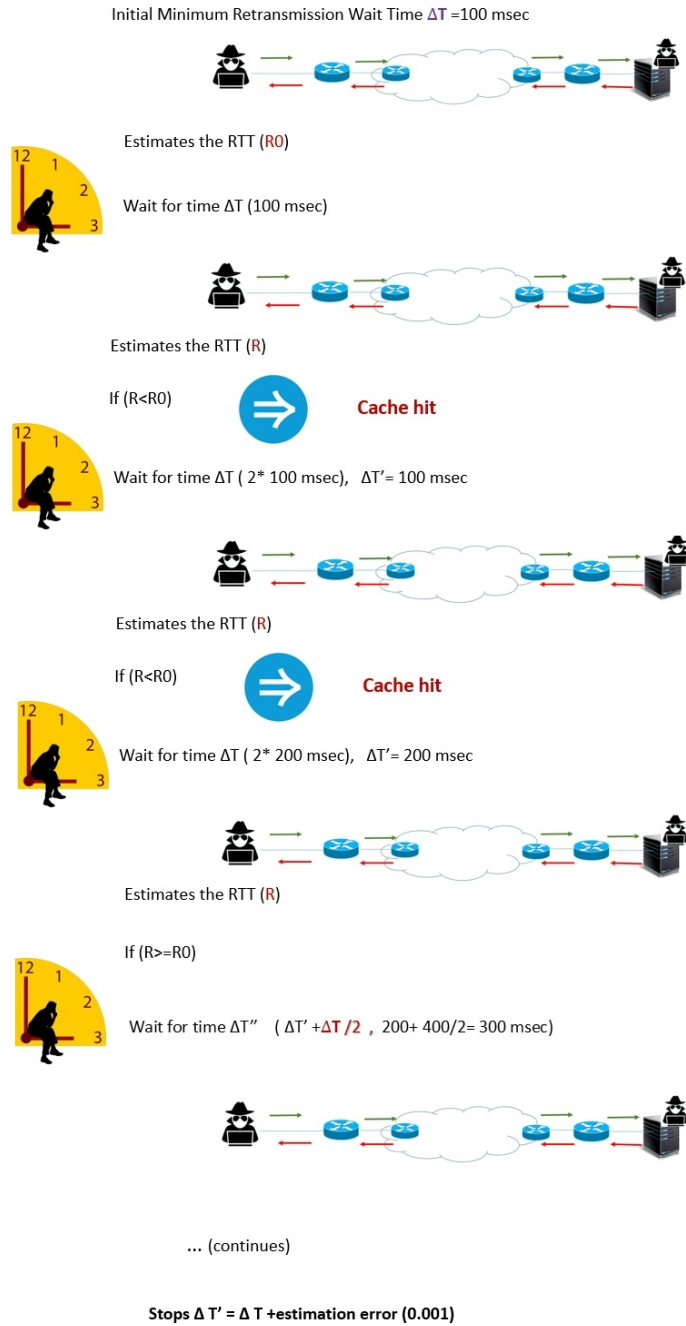 Initial Minimum Retransmission Wait Time ΔT =100 msec
Estimates the RTT (R0)
12
1
2
3
Wait for time ΔT (100 msec)
Estimates the RTT (R)
If (R<R0)
Cache hit
12
1
2
3
Wait for time ΔT ( 2* 100 msec), ΔT’= 100 msec
Estimates the RTT (R)
If (R<R0)
Cache hit
12
1
2
3
Wait for time ΔT ( 2* 200 msec), ΔT’= 200 msec
Estimates the RTT (R)
If (R>=R0)
12
1
2
3
Wait for time ΔT” ( ΔT’ +ΔT /2 , 200+ 400/2= 300 msec)
... (continues)
Stops Δ T’ = Δ T +estimation error (0.001)